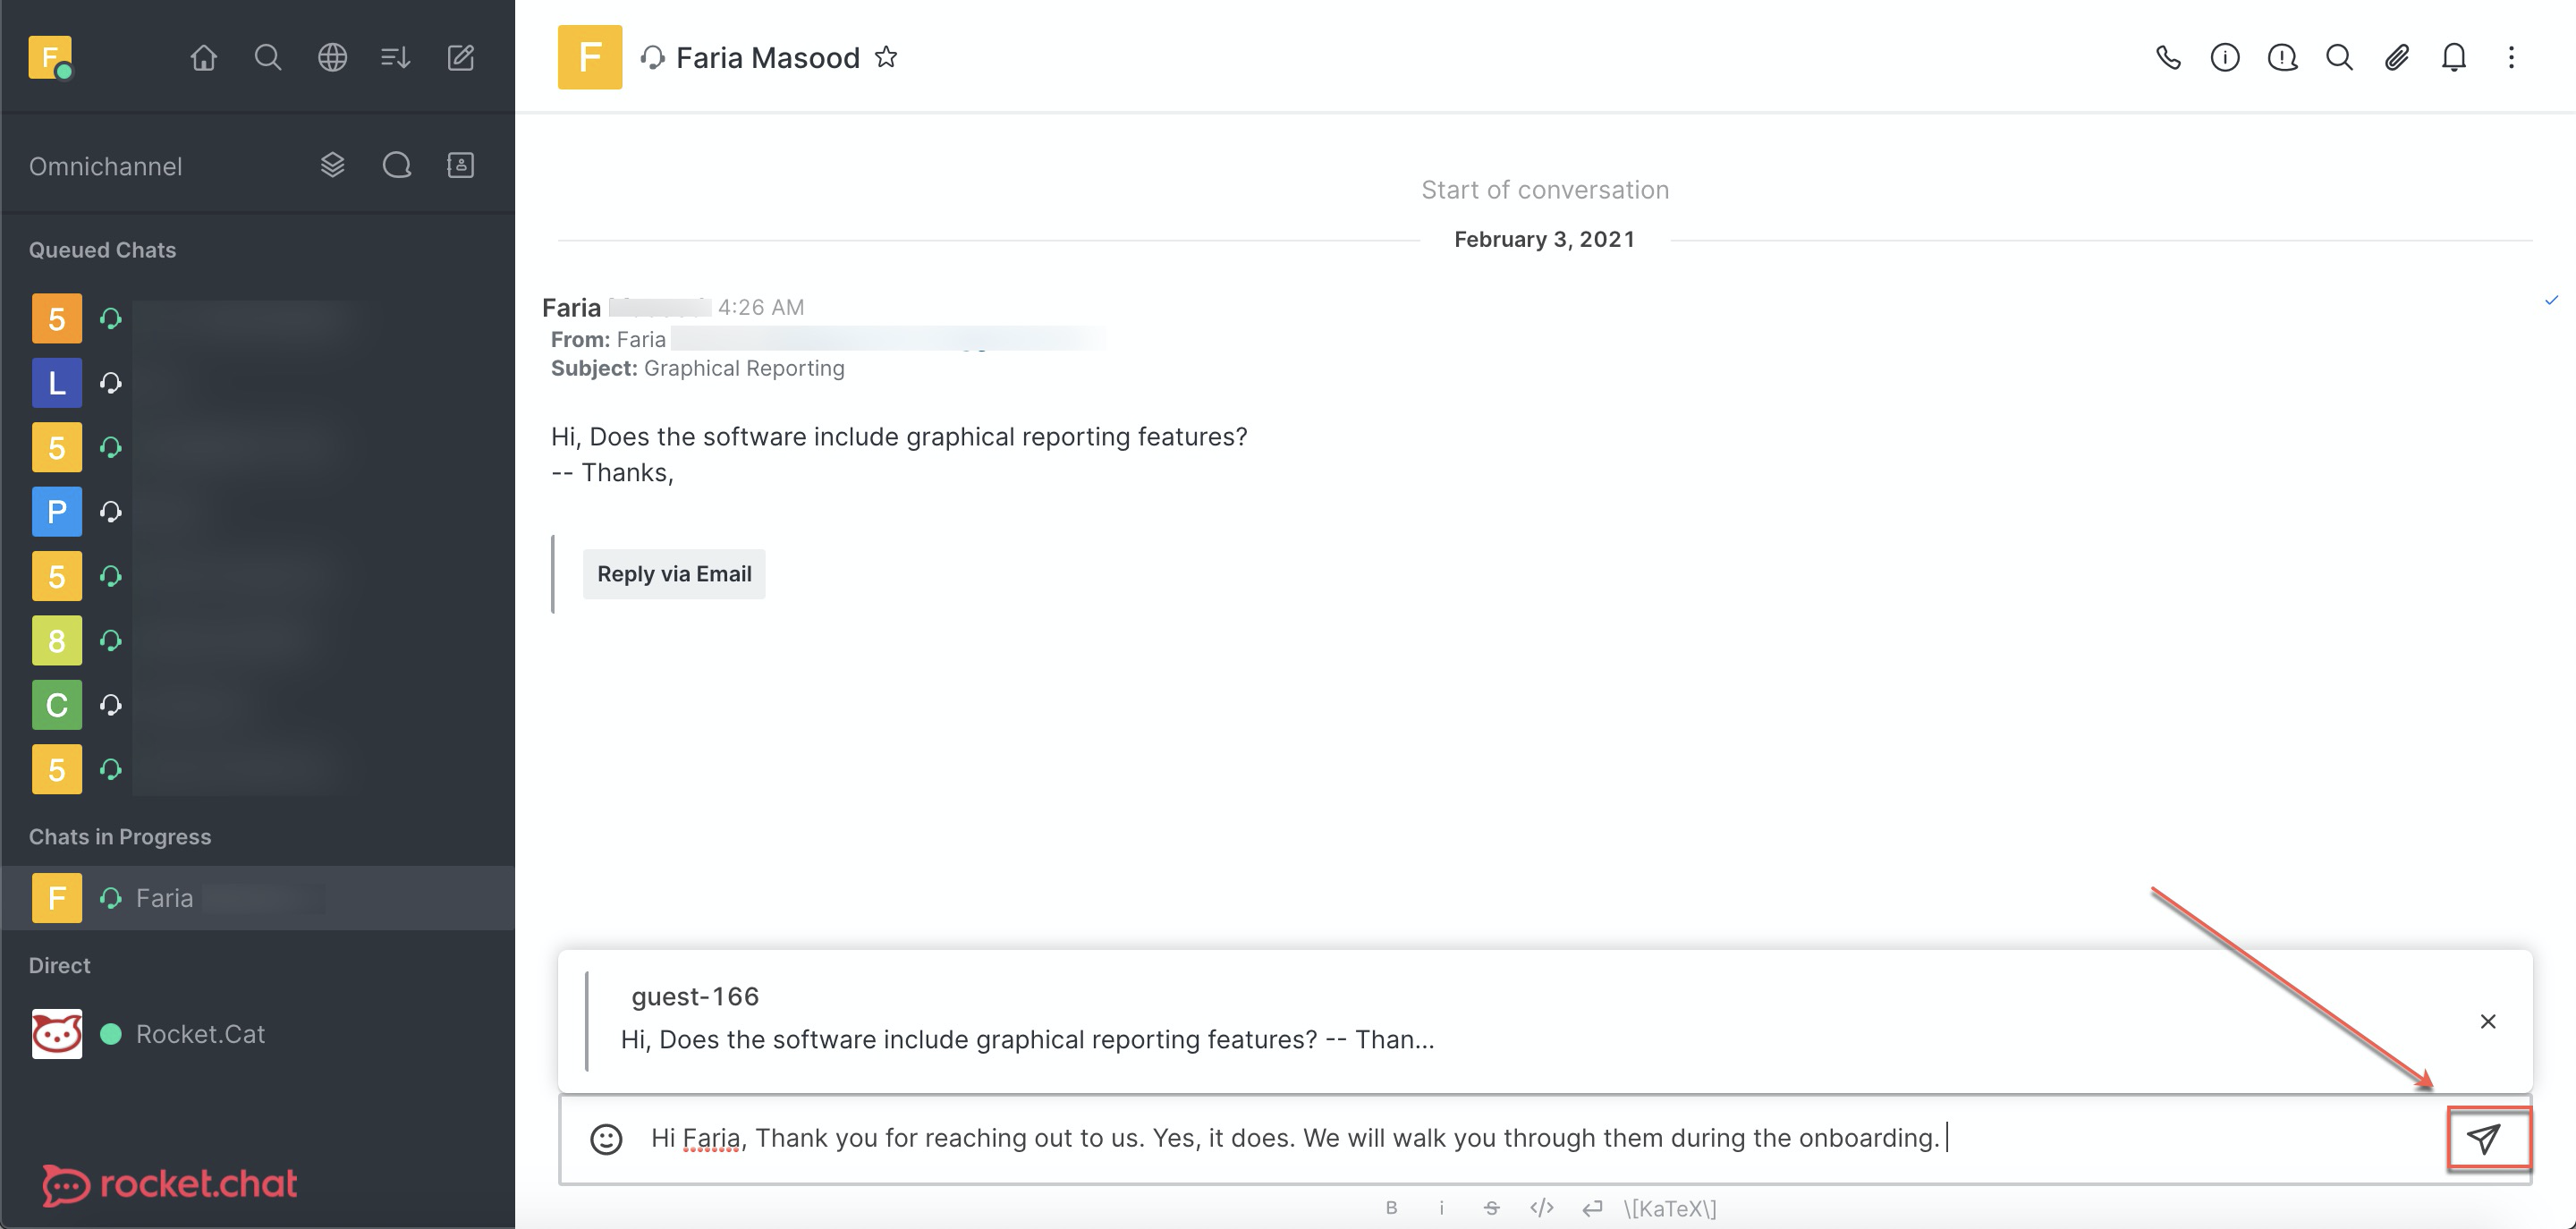 F
Omnichannel
Queued Chats
5
L
5
P
5
8
C
5
Chats in Progress
F Faria
Direct
Rocket.Cat
rocket.chat
F Faria Masood
Start of conversation
February 3, 2021
Faria 4:26 AM
From: Faria
Subject: Graphical Reporting
Hi, Does the software include graphical reporting features?
-- Thanks,
Reply via Email
guest-166
Hi, Does the software include graphical reporting features? -- Than...
Hi Faria, Thank you for reaching out to us. Yes, it does. We will walk you through them during the onboarding.
B i S </> \[KaTeX\]